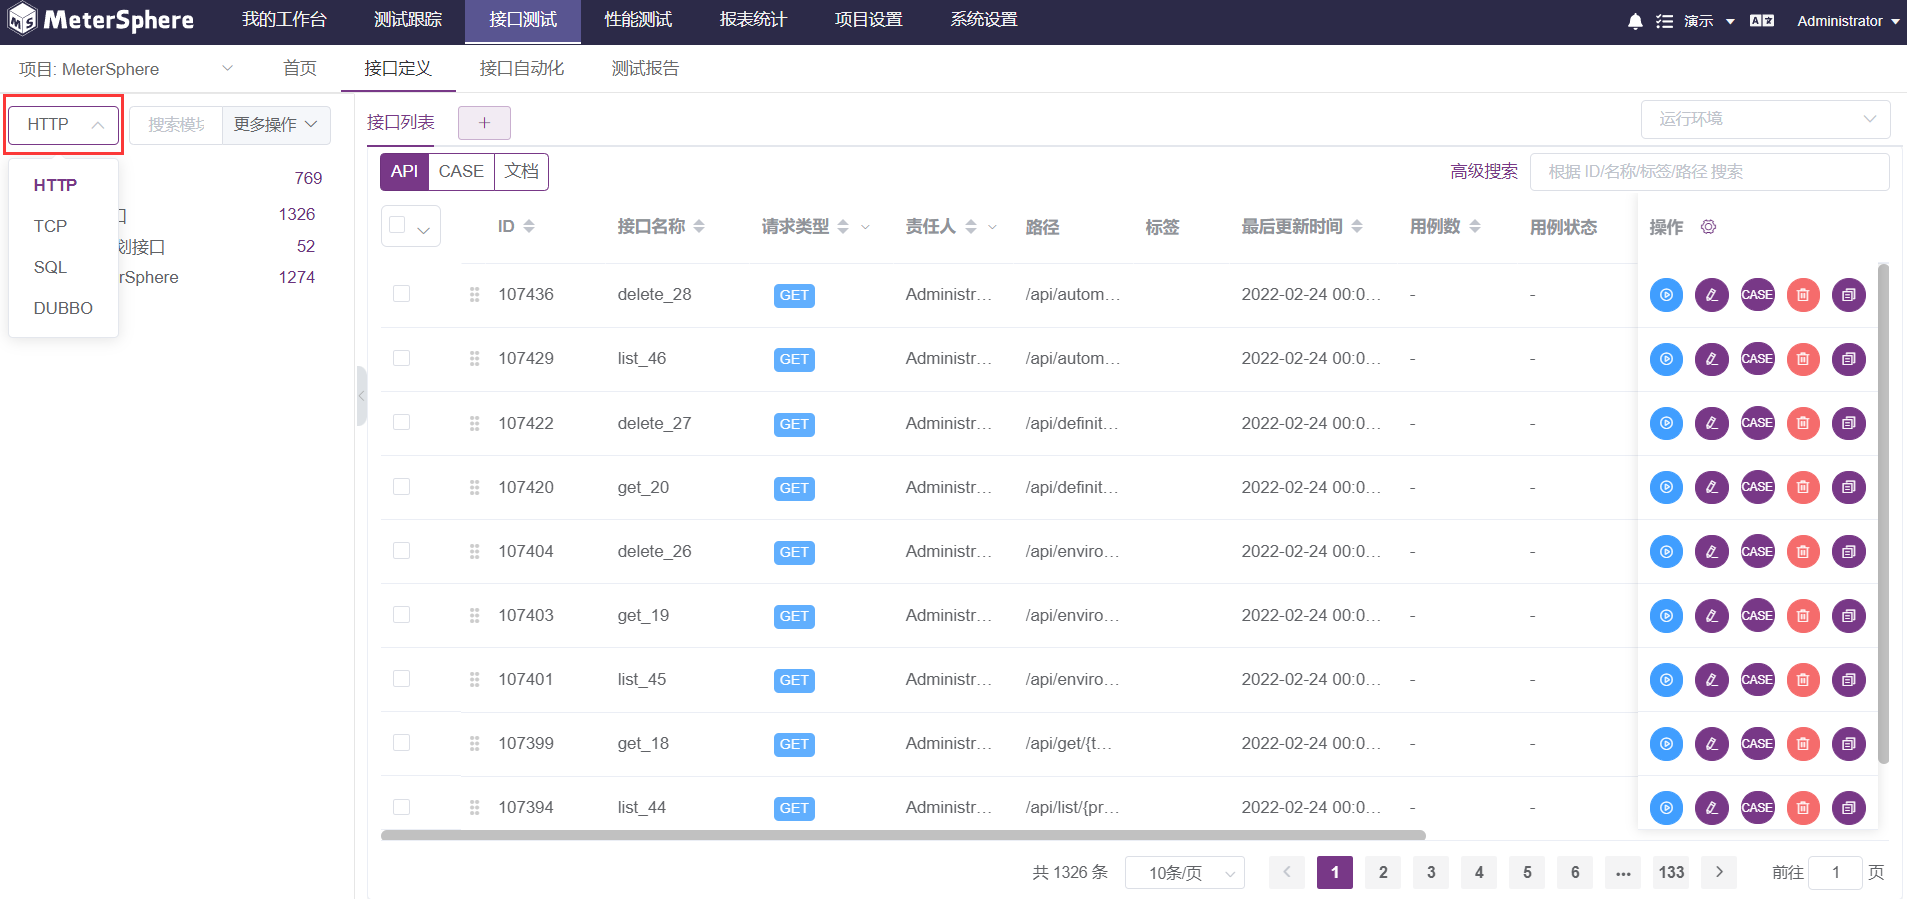 MeterSphere 我的工作台 测试跟踪 接口测试 性能测试 报表统计 项目设置 系统设置 演示 Administrator
项目: MeterSphere 首页 接口定义 接口自动化 测试报告
HTTP 搜索模块 更多操作 接口列表 + 运行环境
API CASE 文档 高级搜索 根据 ID/名称/标签/路径 搜索
HTTP 769
TCP 口 1326
划接口 52
SQL rSphere 1274
DUBBO
ID 接口名称 请求类型 责任人 路径 标签 最后更新时间 用例数 用例状态 操作
107436 delete_28 GET Administr... /api/autom... 2022-02-24 00:0... - - CASE
107429 list_46 GET Administr... /api/autom... 2022-02-24 00:0... - - CASE
107422 delete_27 GET Administr... /api/definit... 2022-02-24 00:0... - - CASE
107420 get_20 GET Administr... /api/definit... 2022-02-24 00:0... - - CASE
107404 delete_26 GET Administr... /api/enviro... 2022-02-24 00:0... - - CASE
107403 get_19 GET Administr... /api/enviro... 2022-02-24 00:0... - - CASE
107401 list_45 GET Administr... /api/enviro... 2022-02-24 00:0... - - CASE
107399 get_18 GET Administr... /api/get/{t... 2022-02-24 00:0... - - CASE
107394 list_44 GET Administr... /api/list/{pr... 2022-02-24 00:0... - - CASE
共 1326 条 10条/页 1 2 3 4 5 6 ... 133 前往 1 页